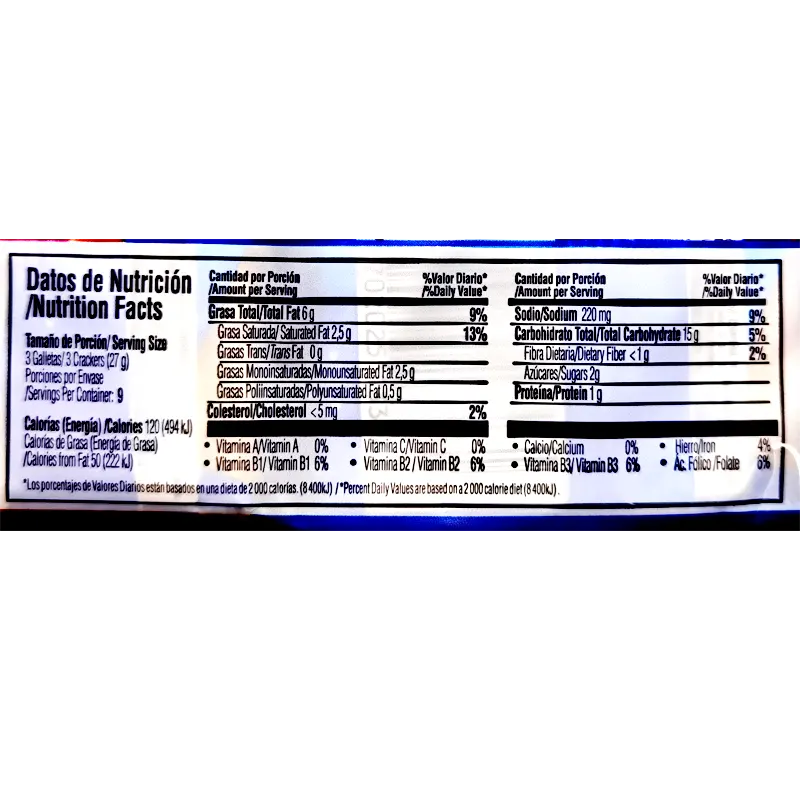 Datos de Nutrición
/Nutrition Facts
Tamaño de Porción/ Serving Size
3 Galletas/ 3 Crackers (27 g)
Porciones por Envase
/Servings Per Container: 9
Calorías (Energía) /Calories 120 (494 kJ)
Calorías de Grasa (Energía de Grasa)
/Calories from Fat 50 (222 kJ)
Cantidad por Porción %Valor Diario*
/Amount per Serving /%Daily Value*
Grasa Total/Total Fat 6 g 9%
Grasa Saturada/ Saturated Fat 2,5 g 13%
Grasas Trans/Trans Fat 0 g
Grasas Monoinsaturadas/Monounsaturated Fat 2,5 g
Grasas Poliinsaturadas/Polyunsaturated Fat 0,5 g
Colesterol/Cholesterol <5 mg 2%
• Vitamina A/Vitamin A 0% • Vitamina C/Vitamin C 0%
• Vitamina B1/ Vitamin B1 6% • Vitamina B2 / Vitamin B2 6%
Cantidad por Porción %Valor Diario*
/Amount per Serving /%Daily Value*
Sodio/Sodium 220 mg 9%
Carbohidrato Total/Total Carbohydrate 15 g 5%
Fibra Dietaria/Dietary Fiber <1 g 2%
Azúcares/Sugars 2g
Proteína/Protein 1 g
• Calcio/Calcium 0% • Hierro/Iron 4%
• Vitamina B3/ Vitamin B3 6% • Ac. Fólico /Folate 6%
*Los porcentajes de Valores Diarios están basados en una dieta de 2 000 calorías. (8 400kJ) / *Percent Daily Values are based on a 2 000 calorie diet (8 400kJ).